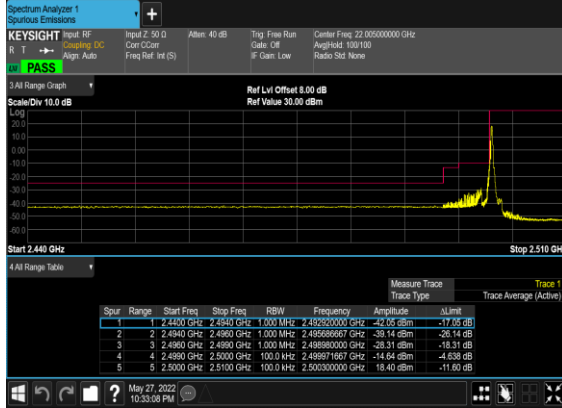 Spectrum Analyzer 1
Spurious Emissions
+
KEYSIGHT Input: RF Input Z: 50 Ω Atten: 40 dB Trig: Free Run Center Freq: 22.005000000 GHz
R T Coupling: DC Corr CCorr Gate: Off Avg|Hold: 100/100
Align: Auto Freq Ref: Int (S) IF Gain: Low Radio Std: None
PASS
3 All Range Graph
Ref Lvl Offset 8.00 dB
Scale/Div 10.0 dB Ref Value 30.00 dBm
Log
20.0
10.0
0.00
-10.0
-20.0
-30.0
-40.0
-50.0
-60.0
Start 2.440 GHz Stop 2.510 GH
4 All Range Table
Measure Trace Trace 1
Trace Type Trace Average (Active)
Spur Range Start Freq Stop Freq RBW Frequency Amplitude ΔLimit
1 1 2.4400 GHz 2.4940 GHz 1.000 MHz 2.492920000 GHz -42.05 dBm -17.05 dB
2 2 2.4940 GHz 2.4960 GHz 1.000 MHz 2.495686667 GHz -39.14 dBm -26.14 dB
3 3 2.4960 GHz 2.4990 GHz 1.000 MHz 2.498980000 GHz -28.31 dBm -18.31 dB
4 4 2.4990 GHz 2.5000 GHz 100.0 kHz 2.499971667 GHz -14.64 dBm -4.638 dB
5 5 2.5000 GHz 2.5100 GHz 100.0 kHz 2.500300000 GHz 18.40 dBm -11.60 dB
? May 27, 2022
10:33:08 PM